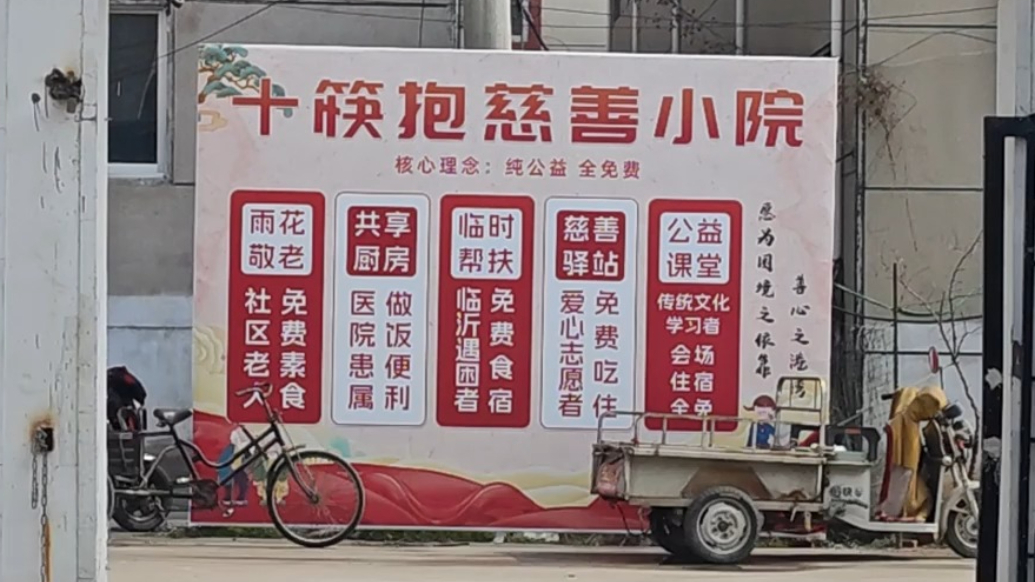 十筷抱慈善小院
核心理念：纯公益 全免费
雨花
敬老
社区老人
免费素食
共享
厨房
医院患属
做饭便利
临时
帮扶
临沂遇困者
免费食宿
慈善
驿站
爱心志愿者
免费吃住
公益
课堂
传统文化
学习者
会场
住宿
全免
愿为困境之依靠
善心之港湾